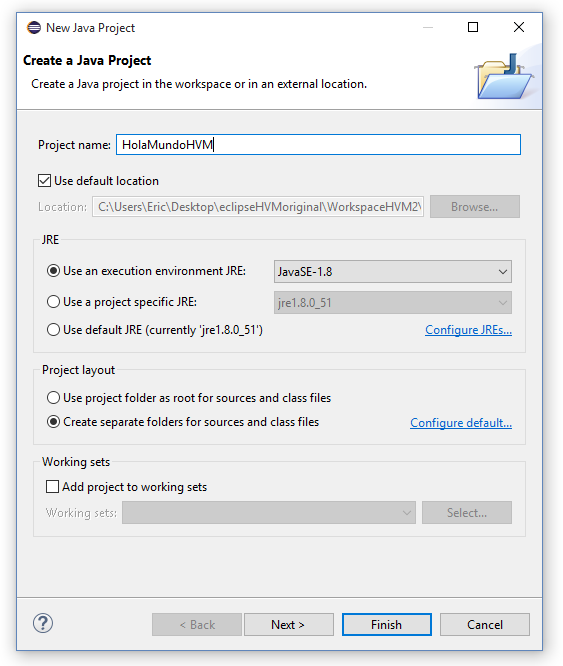 New Java Project
Create a Java Project
Create a Java project in the workspace or in an external location.
Project name: HolaMundoHVM
Use default location
Location: C:\Users\Eric\Desktop\eclipseHVMoriginal\WorkspaceHVM2\ Browse...
JRE
Use an execution environment JRE: JavaSE-1.8
Use a project specific JRE: jre1.8.0_51
Use default JRE (currently 'jre1.8.0_51') Configure JREs...
Project layout
Use project folder as root for sources and class files
Create separate folders for sources and class files Configure default...
Working sets
Add project to working sets
Working sets: Select...
? < Back Next > Finish Cancel